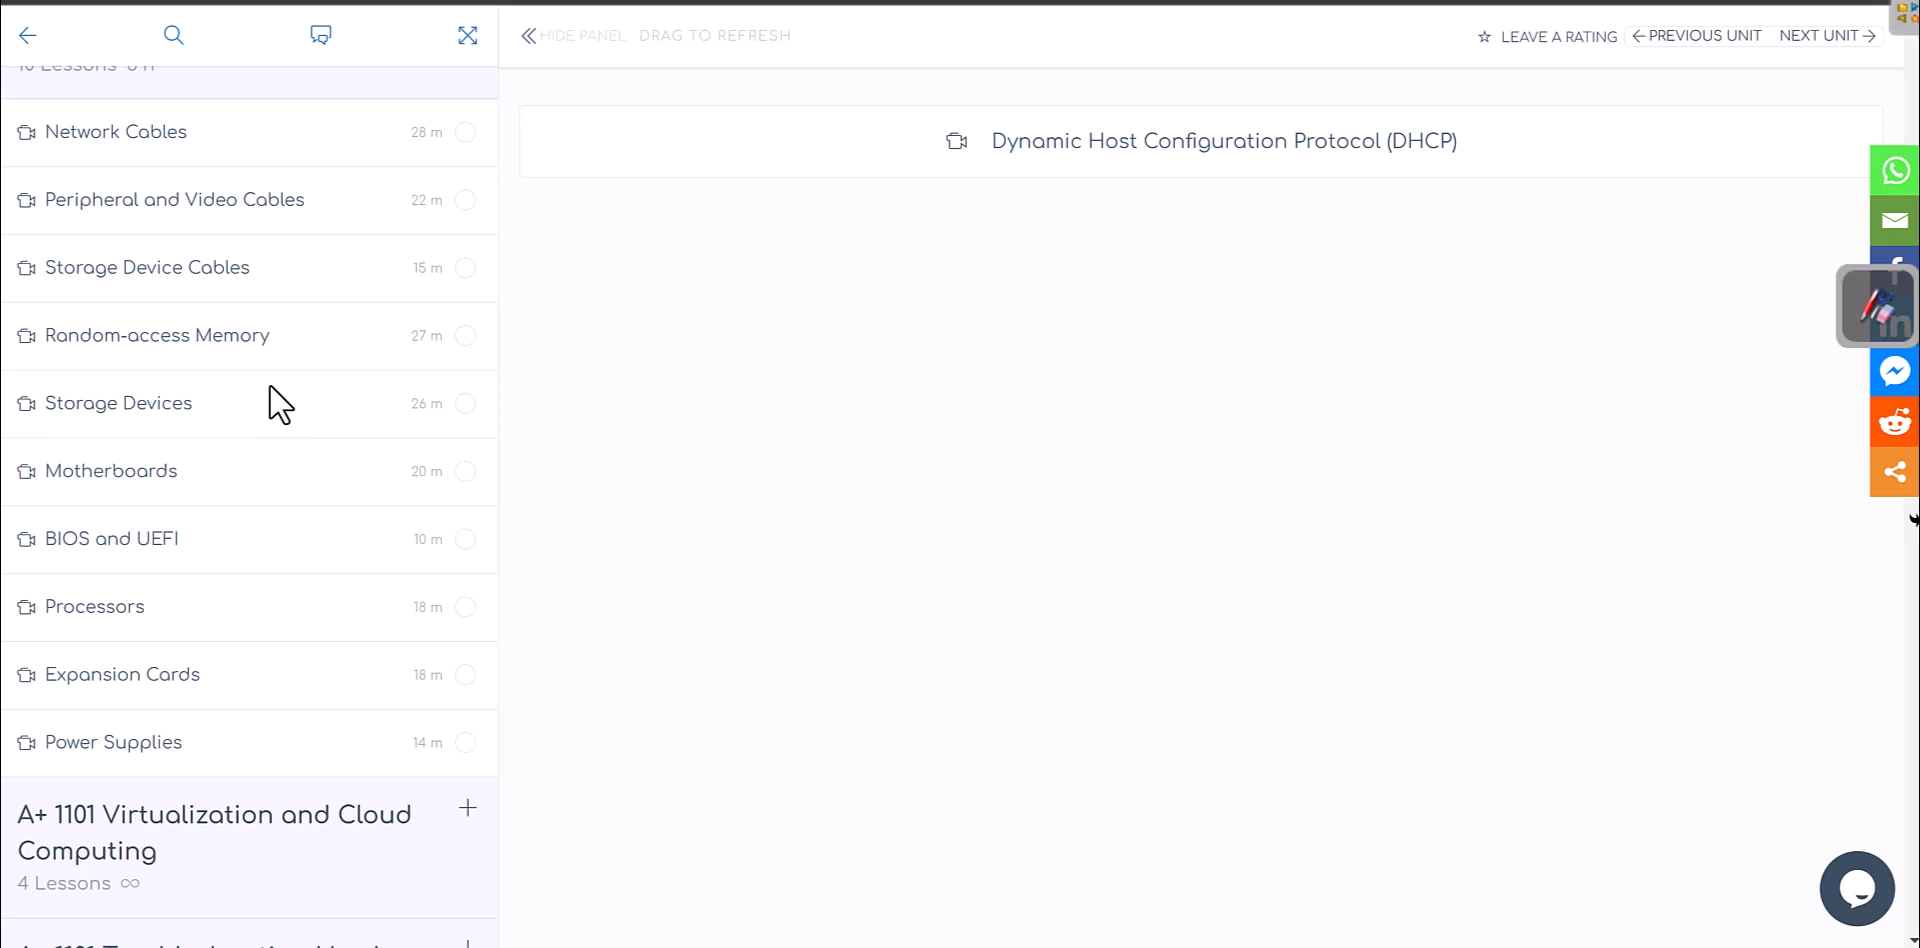 HIDE PANEL DRAG TO REFRESH
LEAVE A RATING
PREVIOUS UNIT
NEXT UNIT
10 Lessons
Network Cables 28 m
Peripheral and Video Cables 22 m
Storage Device Cables 15 m
Random-access Memory 27 m
Storage Devices 26 m
Motherboards 20 m
BIOS and UEFI 10 m
Processors 18 m
Expansion Cards 18 m
Power Supplies 14 m
A+ 1101 Virtualization and Cloud
Computing
4 Lessons ∞
Dynamic Host Configuration Protocol (DHCP)